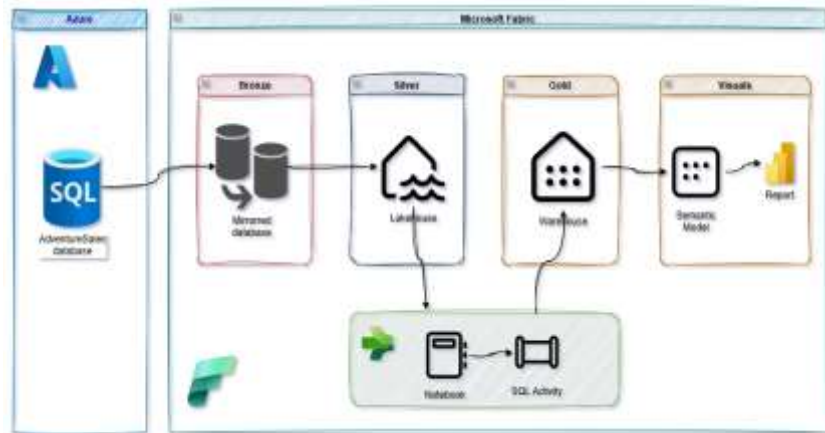 Azure
Microsoft Fabric
Bronze
Silver
Gold
Visuals
SQL
AdventureSales
database
Mirrored
database
Lakehouse
Warehouse
Semantic
Model
Report
Notebook
SQL Activity